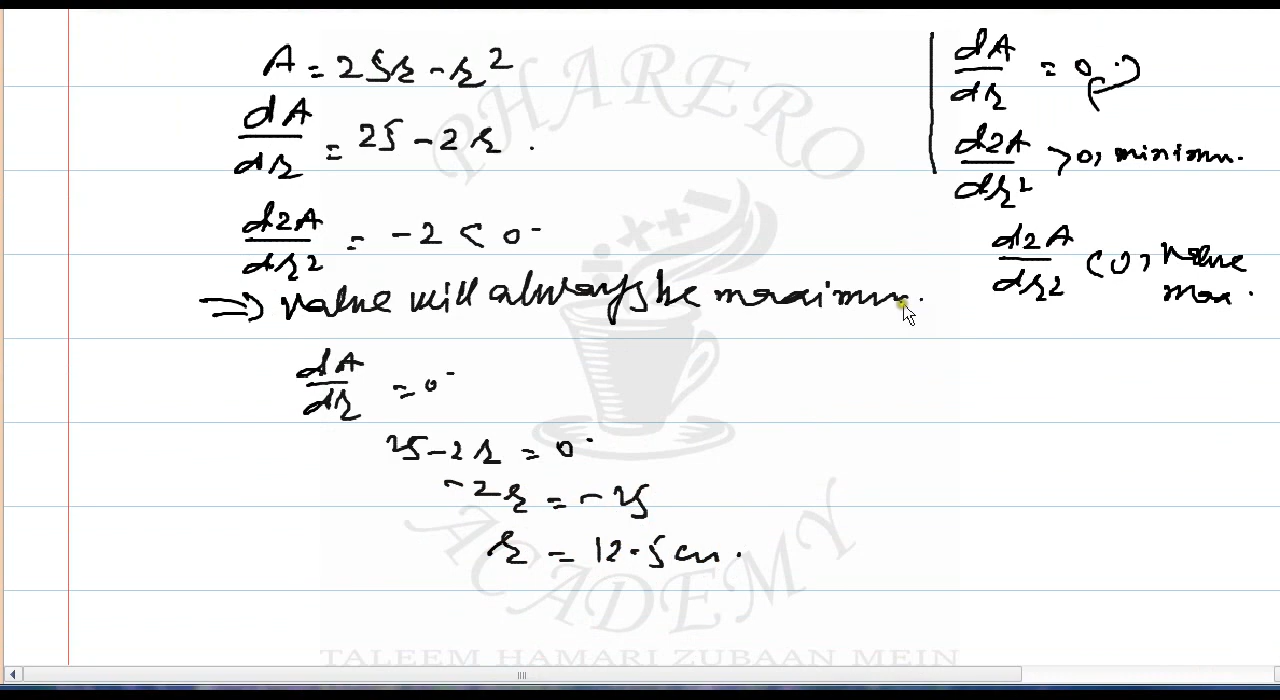 A = 25r - r²
dA/dr = 25 - 2r .
d2A/dr2 = -2 < 0
=> value will always be maximum.
dA/dr = 0
25 - 2r = 0
-2r = -25
r = 12.5 cm.
dA/dr = 0
d2A/dr2 > 0, minimum.
d2A/dr2 < 0, value max.
PHARERO
ACADEMY
TALEEM HAMARI ZUBAAN MEIN